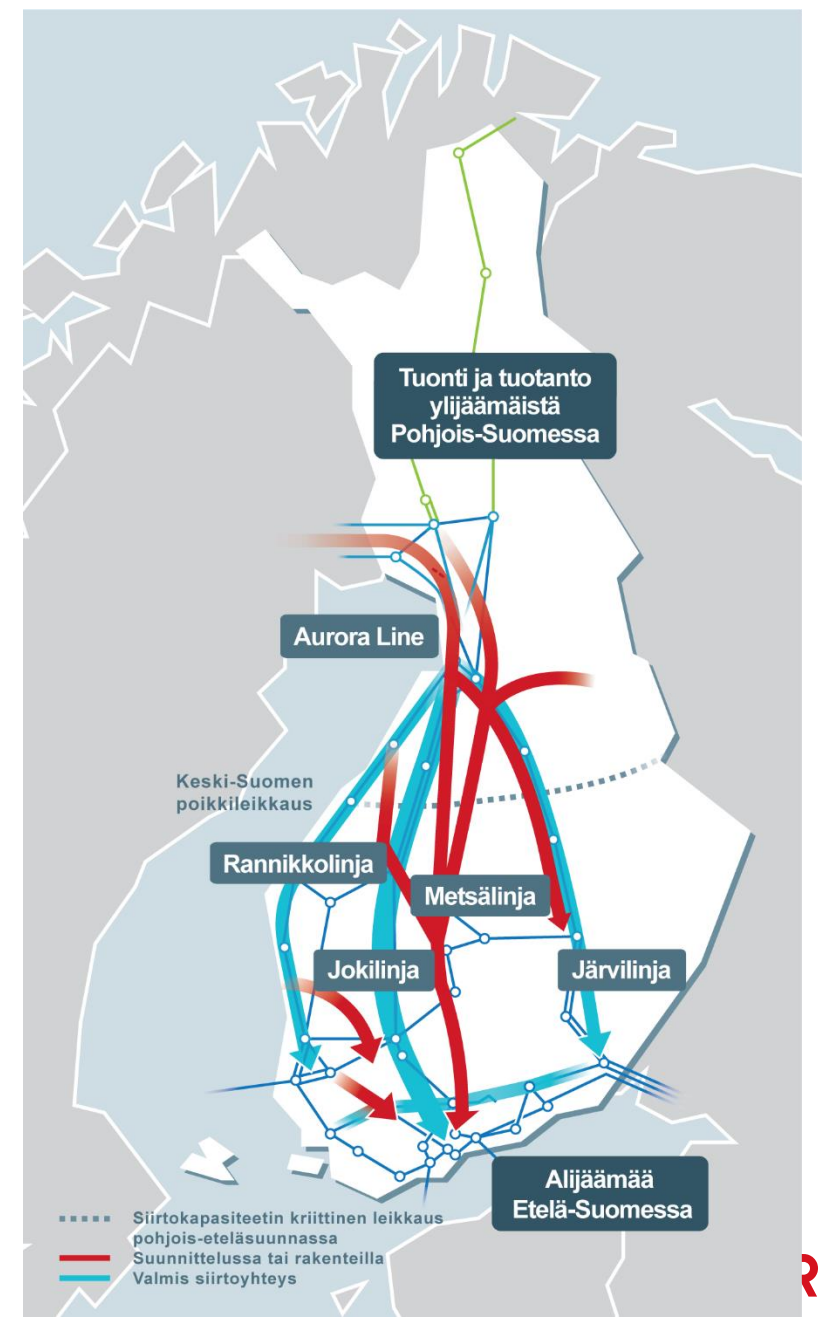 Tuonti ja tuotanto
ylijäämäistä
Pohjois-Suomessa
Aurora Line
Keski-Suomen
poikkileikkaus
Rannikkolinja
Metsälinja
Jokilinja
Järvilinja
Alijäämää
Etelä-Suomessa
Siirtokapasiteetin kriittinen leikkaus
pohjois-eteläsuunnassa
Suunnittelussa tai rakenteilla
Valmis siirtoyhteys
R